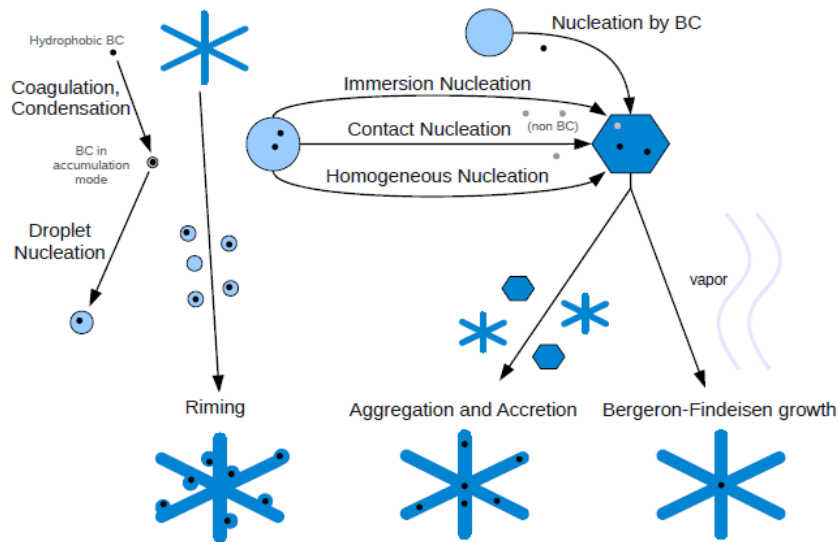 Nucleation by BC
Hydrophobic BC
Coagulation,
Condensation
Immersion Nucleation
Contact Nucleation
(non BC)
BC in
accumulation
mode
Homogeneous Nucleation
Droplet
Nucleation
vapor
Riming
Aggregation and Accretion
Bergeron-Findeisen growth